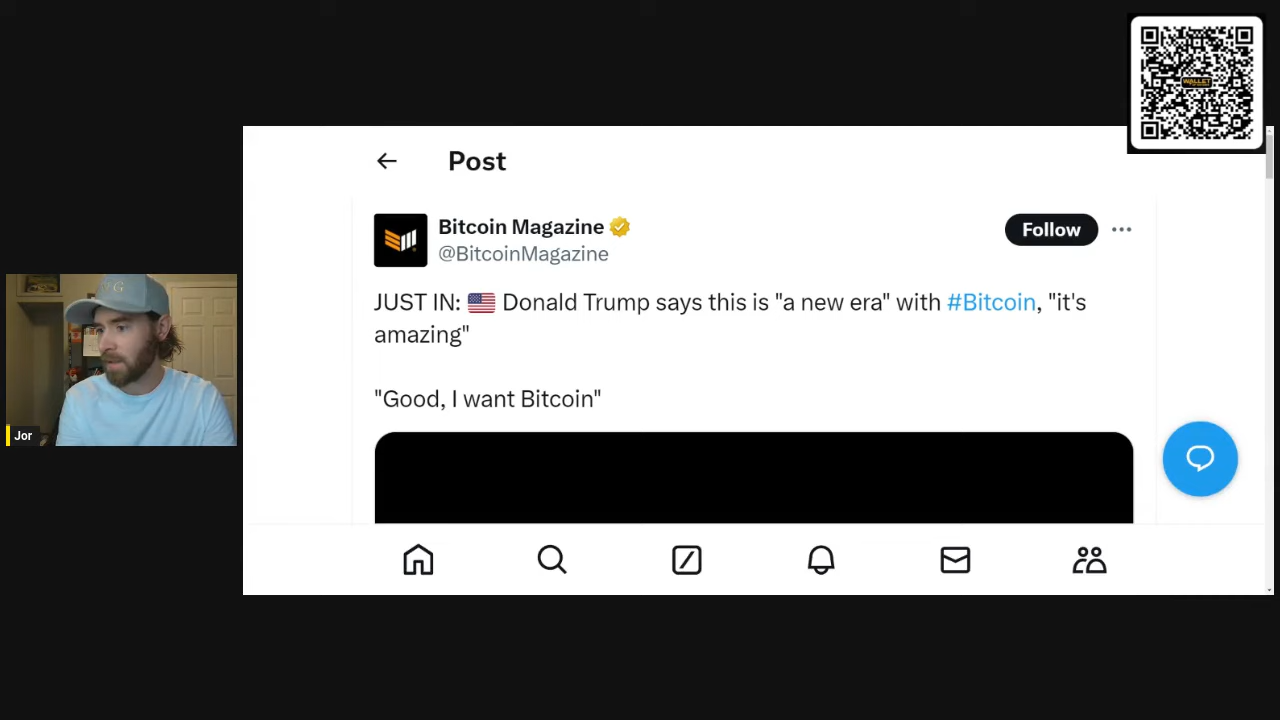 Post
Bitcoin Magazine
@BitcoinMagazine
Follow
JUST IN: 🇺🇸 Donald Trump says this is "a new era" with #Bitcoin, "it's
amazing"
"Good, I want Bitcoin"
Jor
WALLET